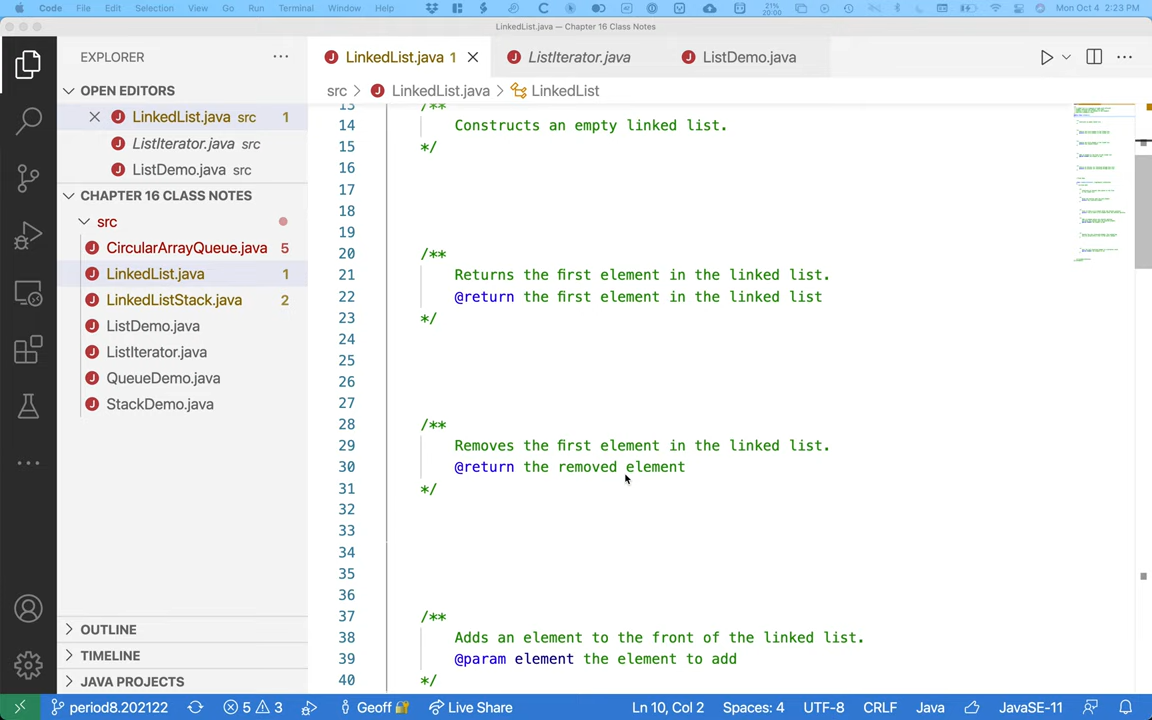 Code File Edit Selection View Go Run Terminal Window Help 21% 20:00 Mon Oct 4 2:23 PM
LinkedList.java — Chapter 16 Class Notes
EXPLORER
LinkedList.java 1
ListIterator.java
ListDemo.java
OPEN EDITORS
src > LinkedList.java > LinkedList
LinkedList.java src 1
ListIterator.java src
ListDemo.java src
CHAPTER 16 CLASS NOTES
src
CircularArrayQueue.java 5
LinkedList.java 1
LinkedListStack.java 2
ListDemo.java
ListIterator.java
QueueDemo.java
StackDemo.java
OUTLINE
TIMELINE
JAVA PROJECTS
13 /**
14 Constructs an empty linked list.
15 */
16
17
18
19
20 /**
21 Returns the first element in the linked list.
22 @return the first element in the linked list
23 */
24
25
26
27
28 /**
29 Removes the first element in the linked list.
30 @return the removed element
31 */
32
33
34
35
36
37 /**
38 Adds an element to the front of the linked list.
39 @param element the element to add
40 */
period8.202122 5 3 Geoff Live Share Ln 10, Col 2 Spaces: 4 UTF-8 CRLF Java JavaSE-11